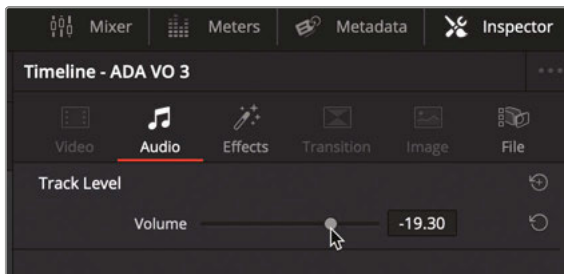 Mixer Meters Metadata Inspector
Timeline - ADA VO 3
Video Audio Effects Transition Image File
Track Level
Volume -19.30